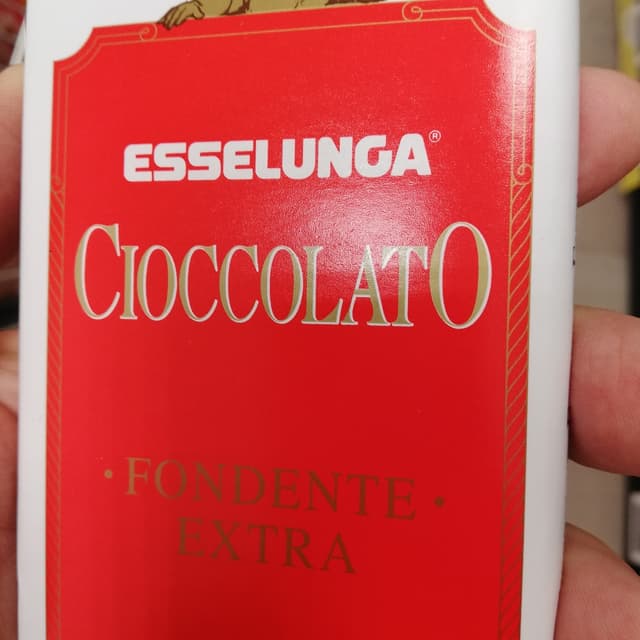 ESSELUNGA®
CIOCCOLATO
• FONDENTE •
EXTRA